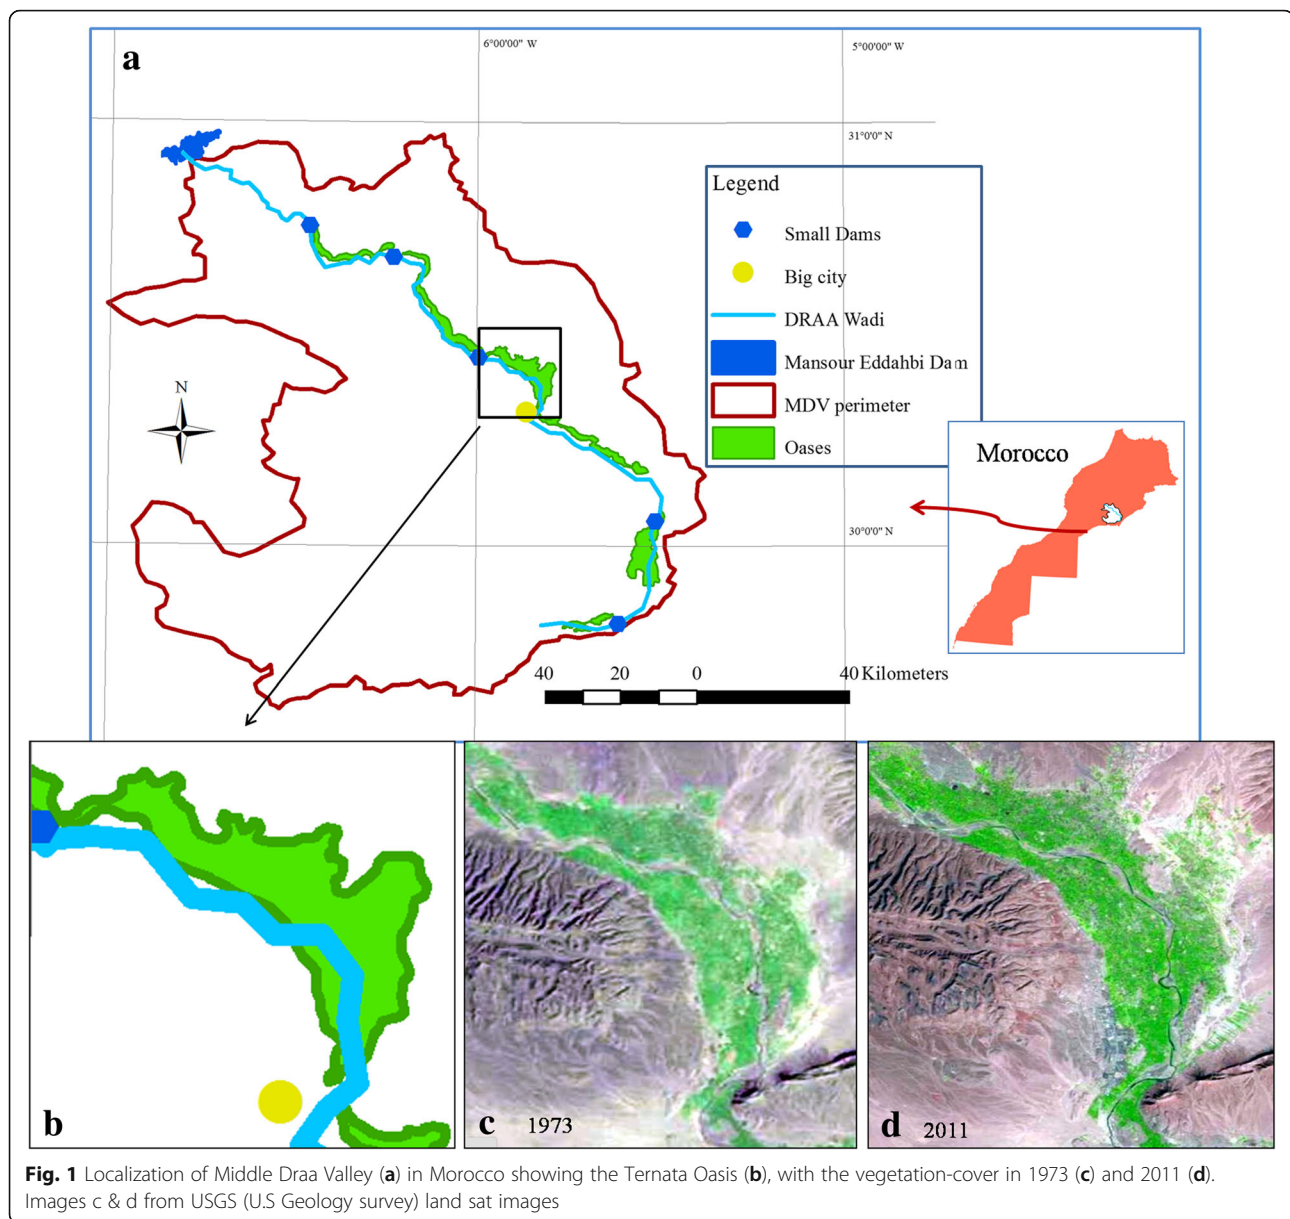 a
6°00'00" W
5°00'00" W
31°0'0" N
Legend
Small Dams
Big city
DRAA Wadi
Mansour Eddahbi Dam
MDV perimeter
Oases
N
Morocco
30°0'0" N
40 20 0 40 Kilometers
b
c 1973
d 2011
Fig. 1 Localization of Middle Draa Valley (a) in Morocco showing the Ternata Oasis (b), with the vegetation-cover in 1973 (c) and 2011 (d).
Images c & d from USGS (U.S Geology survey) land sat images